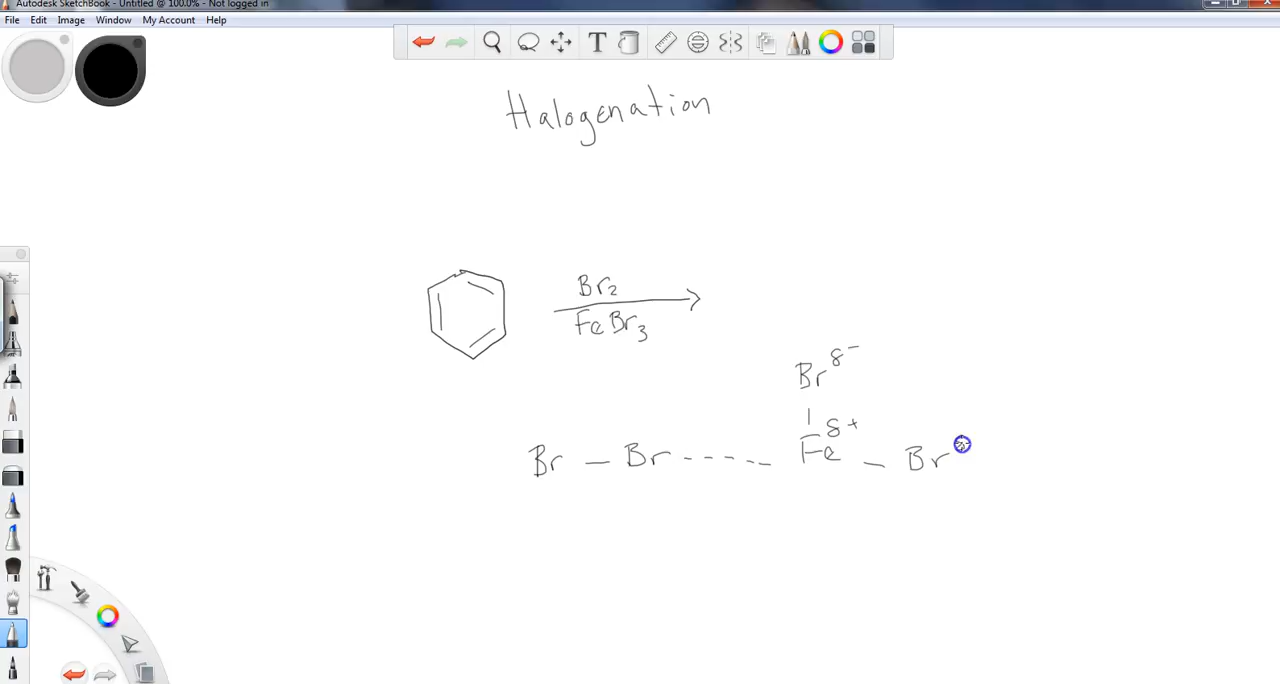 Autodesk SketchBook - Untitled @ 100.0% - Not logged in
File Edit Image Window My Account Help
T
Halogenation
Br2
FeBr3
Br δ-
| δ+
Br — Br ----- Fe — Br